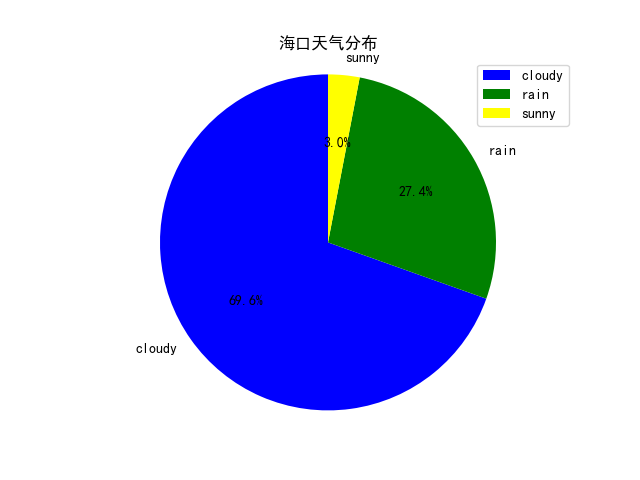 海口天气分布
sunny
cloudy
rain
sunny
rain
3.0%
27.4%
69.6%
cloudy